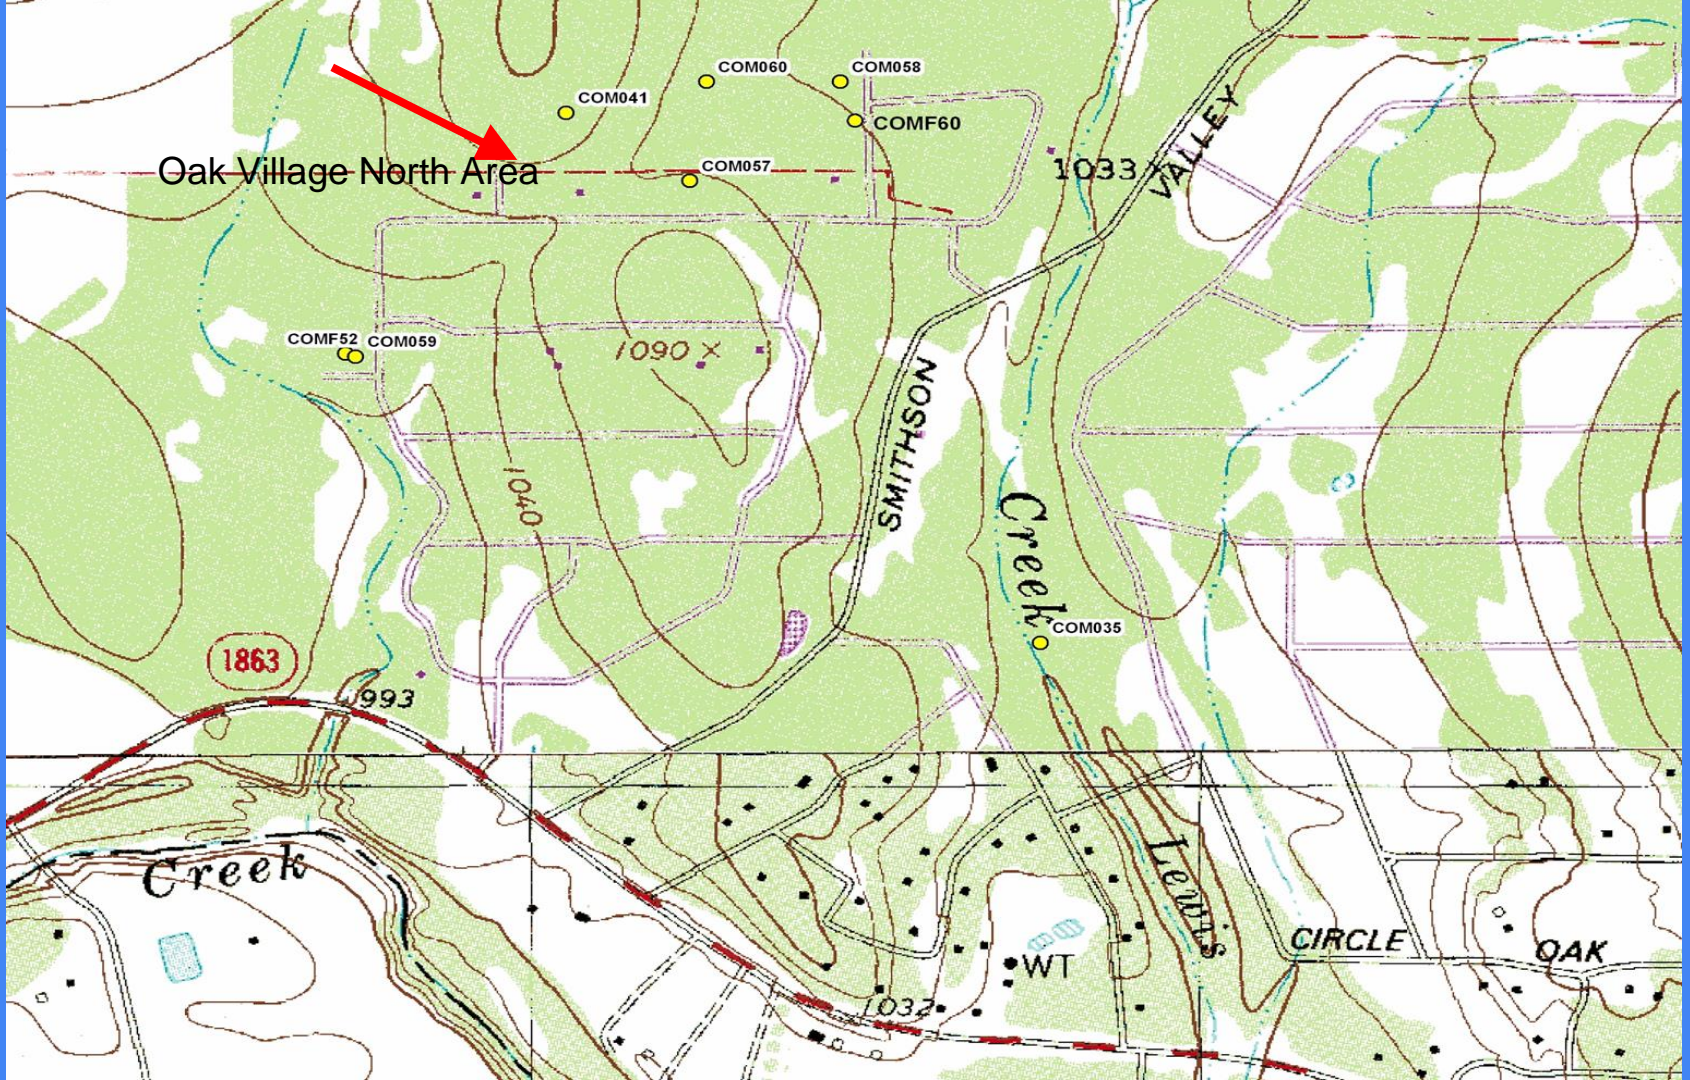 COM060
COM058
COM041
COMF60
Oak Village North Area
COM057
1033
VALLEY
COMF52
COM059
1090
SMITHSON
1040
Creek
COM035
1863
993
Creek
Lewis
CIRCLE
OAK
WT
1032